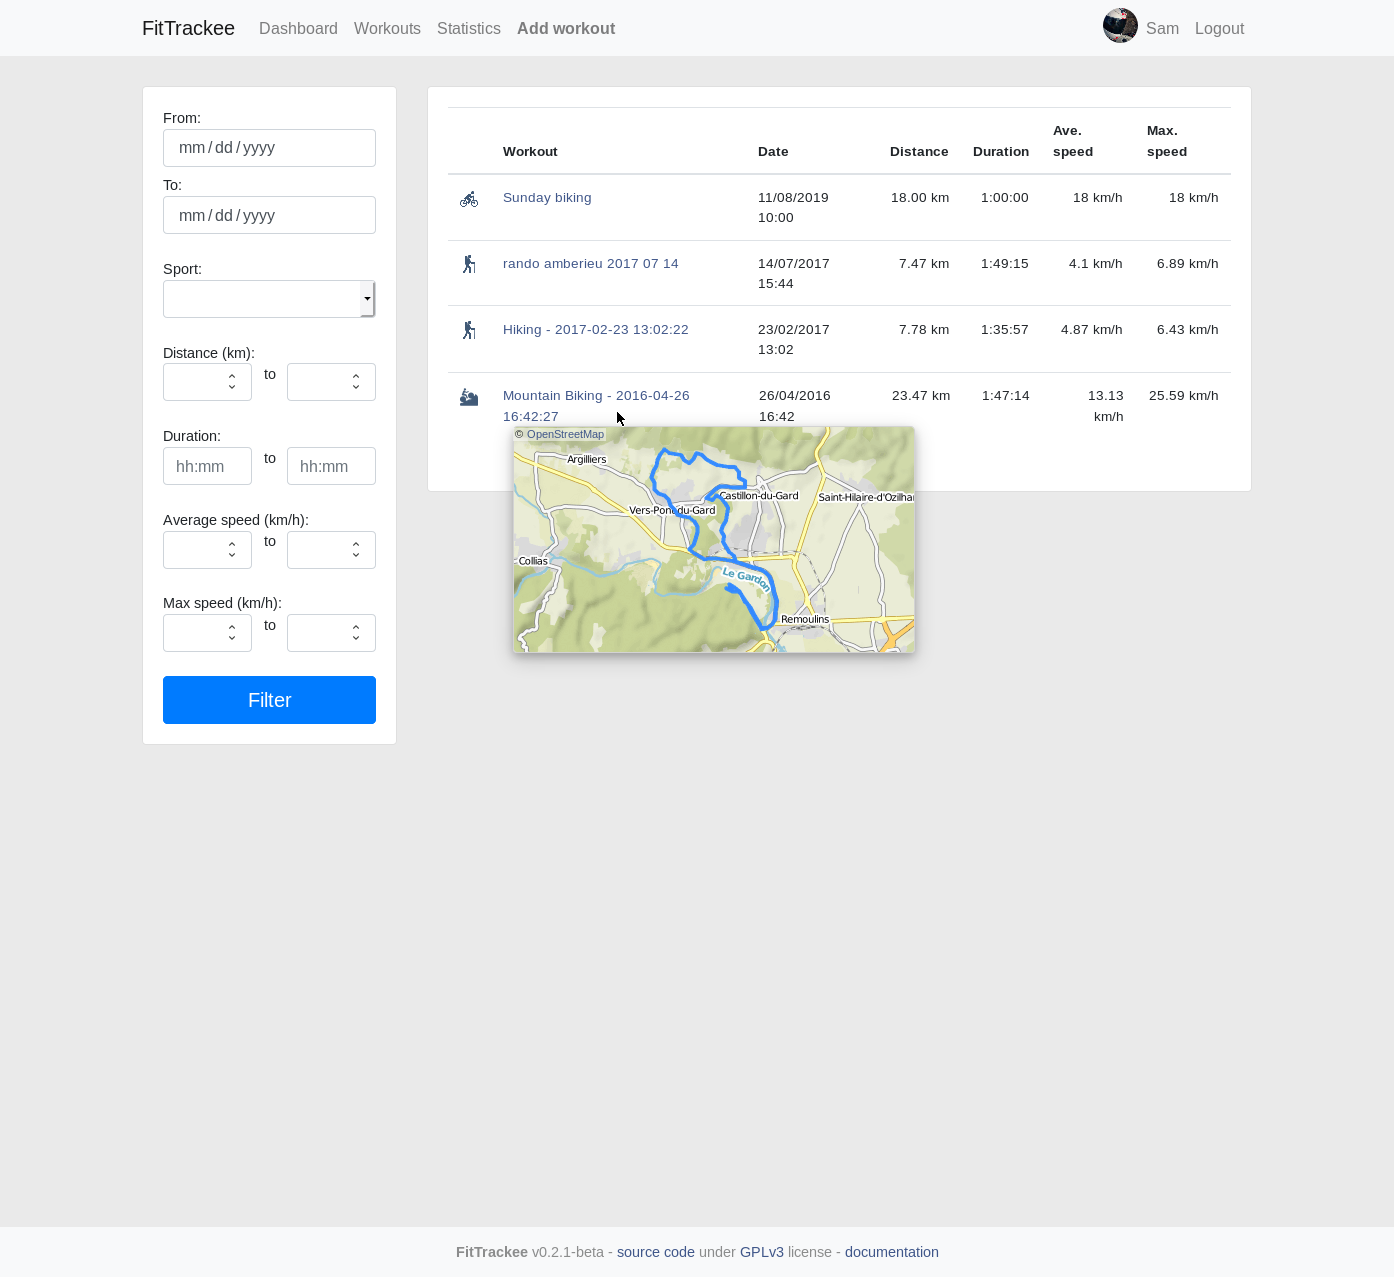 FitTrackee Dashboard Workouts Statistics Add workout Sam Logout
From:
mm/dd/yyyy
To:
mm/dd/yyyy
Sport:
Distance (km):
to
Duration:
hh:mm to hh:mm
Average speed (km/h):
to
Max speed (km/h):
to
Filter
Workout Date Distance Duration Ave. speed Max. speed
Sunday biking 11/08/2019 10:00 18.00 km 1:00:00 18 km/h 18 km/h
rando amberieu 2017 07 14 14/07/2017 15:44 7.47 km 1:49:15 4.1 km/h 6.89 km/h
Hiking - 2017-02-23 13:02:22 23/02/2017 13:02 7.78 km 1:35:57 4.87 km/h 6.43 km/h
Mountain Biking - 2016-04-26 16:42:27 26/04/2016 16:42 23.47 km 1:47:14 13.13 km/h 25.59 km/h
© OpenStreetMap
Argilliers
Castillon-du-Gard
Saint-Hilaire-d'Ozilhan
Vers-Pont-du-Gard
Collias
Le Gardon
Remoulins
FitTrackee v0.2.1-beta - source code under GPLv3 license - documentation